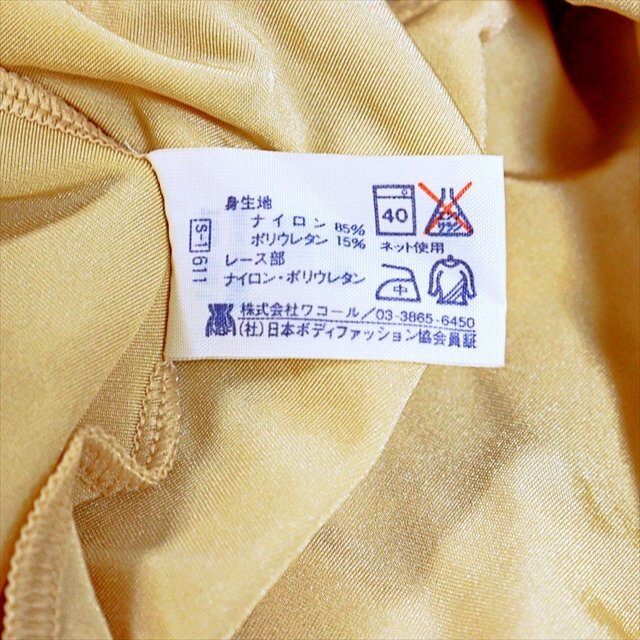 身生地
ナイロン 85%
ポリウレタン 15%
レース部
ナイロン・ポリウレタン
40
ネット使用
中
株式会社ワコール/03-3865-6450
(社)日本ボディファッション協会員証
S-1
611